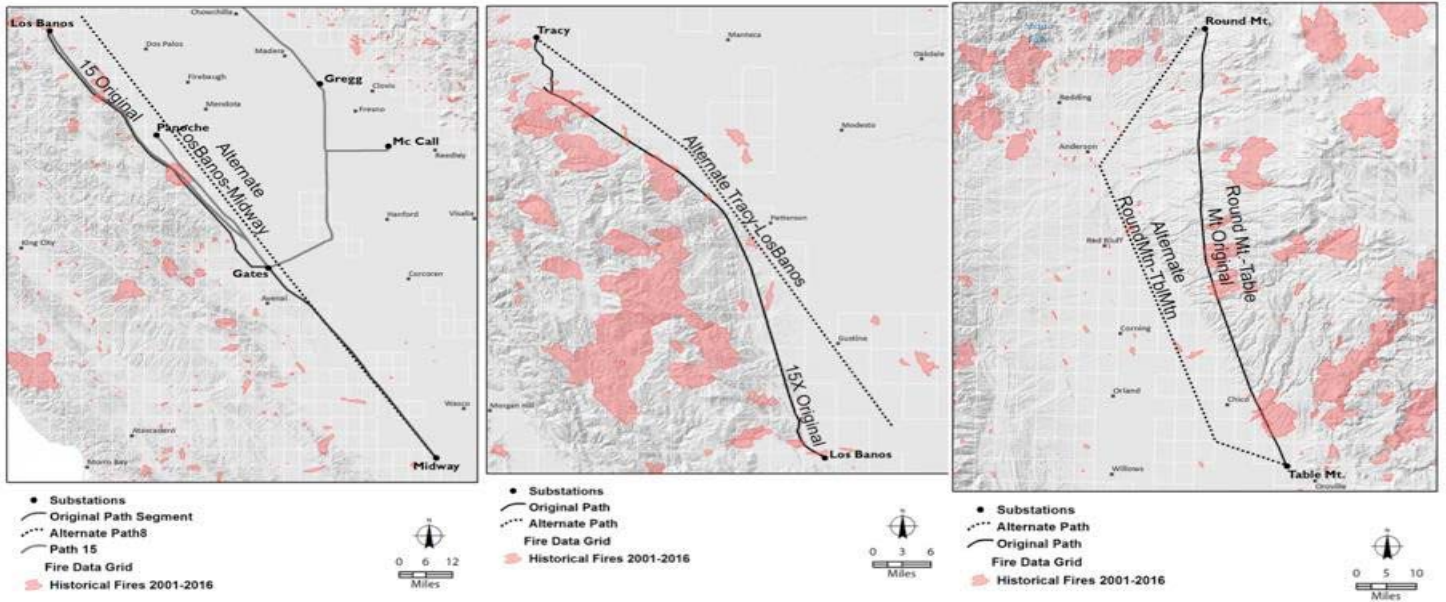 Los Banos
Chowchilla
Dos Palos
Madera
Firebaugh
Gregg
Clovis
Mendota
Fresno
15 Original
Panoche
Mc Call
Reedley
Alternate
LosBanos-Midway
Hanford
Visalia
King City
Gates
Corcoran
Avenal
Wasco
Atascadero
Midway
Morro Bay
Substations
Original Path Segment
Alternate Path8
Path 15
Fire Data Grid
Historical Fires 2001-2016
N
0 6 12
Miles
Tracy
Manteca
Oakdale
Modesto
Alternate Tracy-LosBanos
Patterson
Gustine
15X Original
Morgan Hill
Los Banos
Substations
Original Path
Alternate Path
Fire Data Grid
Historical Fires 2001-2016
N
0 3 6
Miles
Round Mt.
Redding
Anderson
Round Mt.-Table
Mt Original
Alternate
RoundMtn-TblMtn
Red Bluff
Corning
Orland
Chico
Willows
Table Mt.
Oroville
Substations
Alternate Path
Original Path
Fire Data Grid
Historical Fires 2001-2016
N
0 5 10
Miles